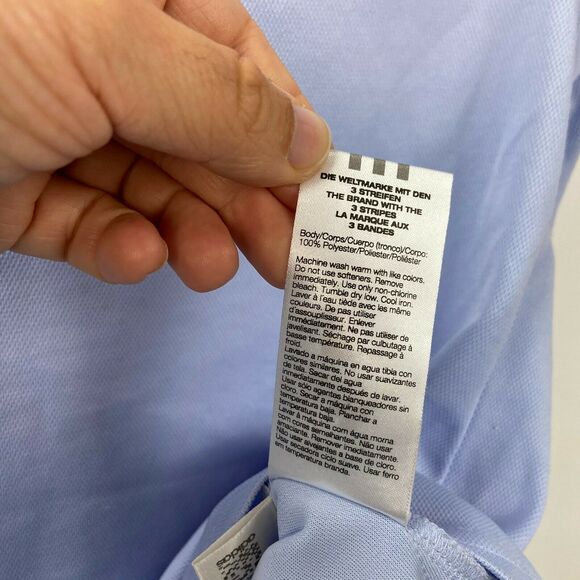 DIE WELTMARKE MIT DEN
3 STREIFEN
THE BRAND WITH THE
3 STRIPES
LA MARQUE AUX
3 BANDES
Body/Corps/Cuerpo (tronco)/Corpo:
100% Polyester/Poliester/Poliéster
Machine wash warm with like colors.
Do not use softeners. Remove
immediately. Use only non-chlorine
bleach. Tumble dry low. Cool iron.
Laver à l'eau tiède avec les même
couleurs. De pas utiliser
d'assouplisseur. Enlever
immédiatement. Ne pas utiliser de
javelisant. Séchage par culbutage à
basse température. Repassage à
froid.
Lavado a máquina en agua tibia con
colores similares. No usar suavizantes
de tela. Sacar del agua
inmediatamente después de lavar.
Usar sólo agentes blanqueadores sin
cloro. Secar a máquina con
temperatura baja. Planchar a
temperatura baja.
Lavar à máquina com água morna
com cores semelhantes. Não usar
amaciante. Remover imediatamente.
Não usar alvejantes a base de cloro.
Usar secadora ciclo suave. Usar ferro
em temperatura branda.